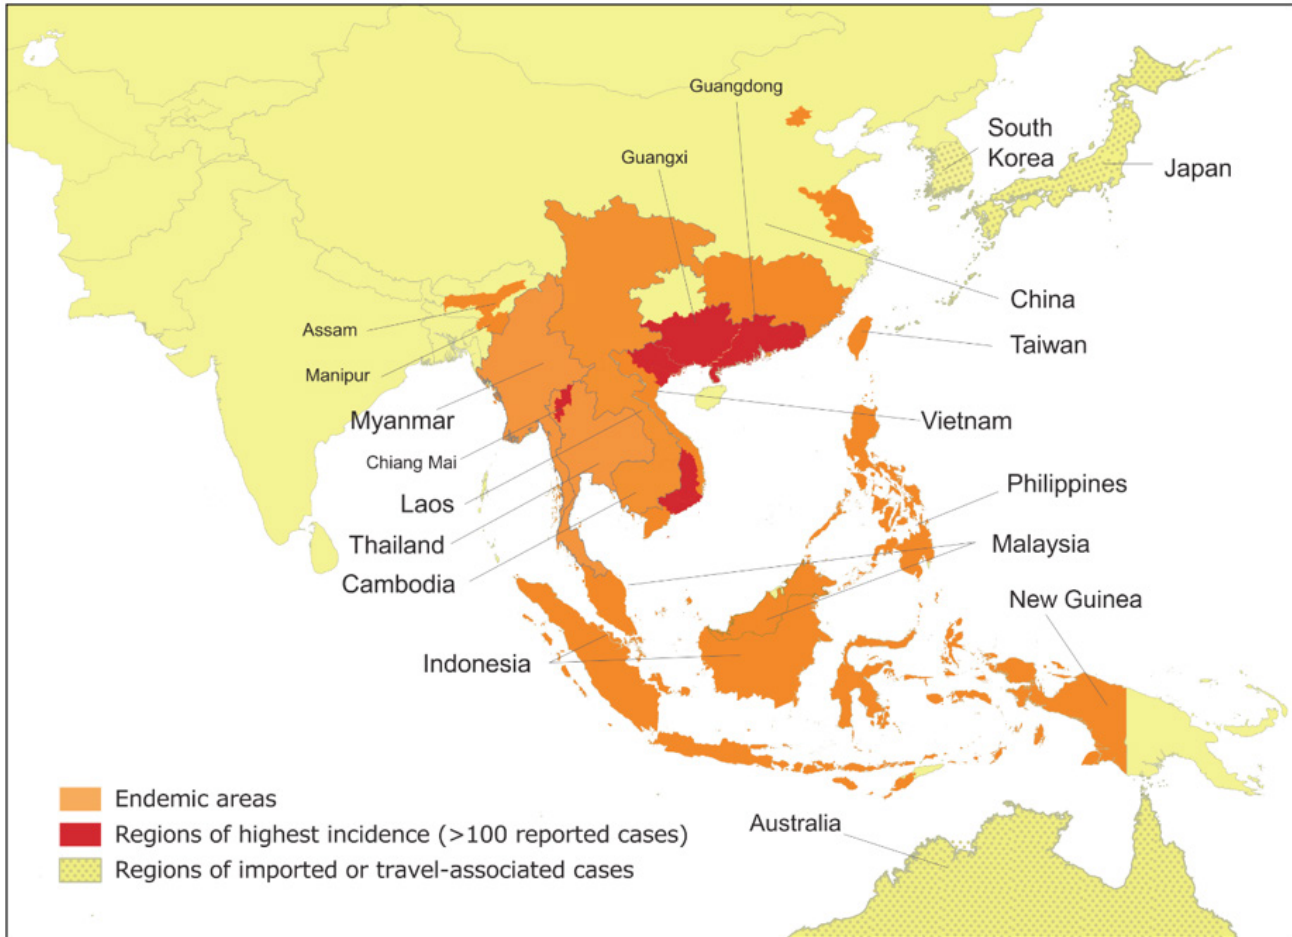 Guangdong
South
Korea
Guangxi
Japan
China
Assam
Taiwan
Manipur
Myanmar
Vietnam
Chiang Mai
Philippines
Laos
Thailand
Malaysia
Cambodia
New Guinea
Indonesia
Endemic areas
Regions of highest incidence (>100 reported cases)
Australia
Regions of imported or travel-associated cases